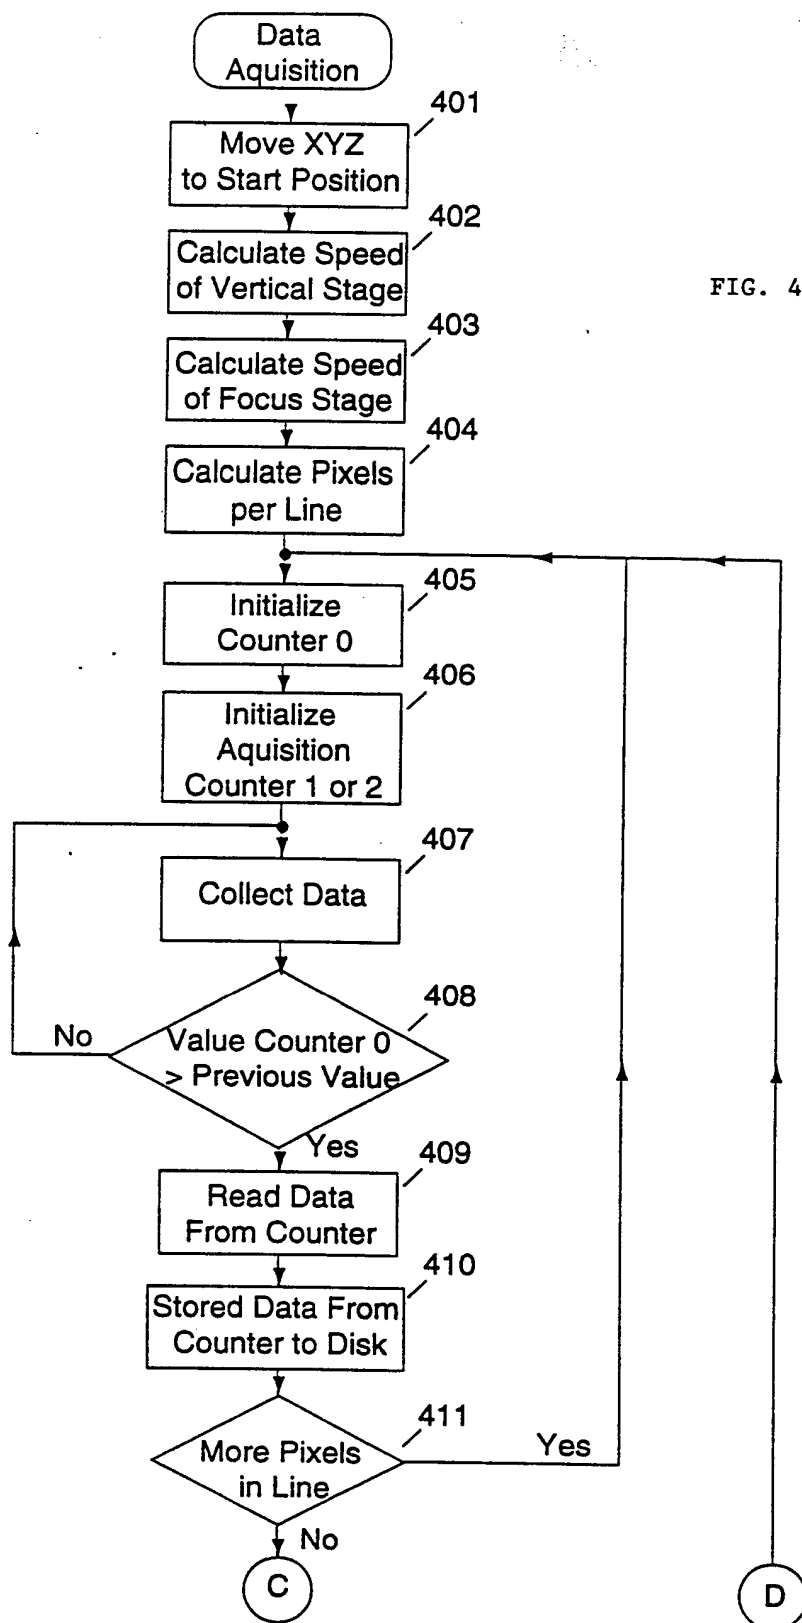 Data
Aquisition
401
Move XYZ
to Start Position
402
Calculate Speed
of Vertical Stage
FIG. 4
403
Calculate Speed
of Focus Stage
404
Calculate Pixels
per Line
405
Initialize
Counter 0
406
Initialize
Aquisition
Counter 1 or 2
407
Collect Data
408
No
Value Counter 0
> Previous Value
Yes
409
Read Data
From Counter
410
Stored Data From
Counter to Disk
411
More Pixels
in Line
Yes
No
C
D